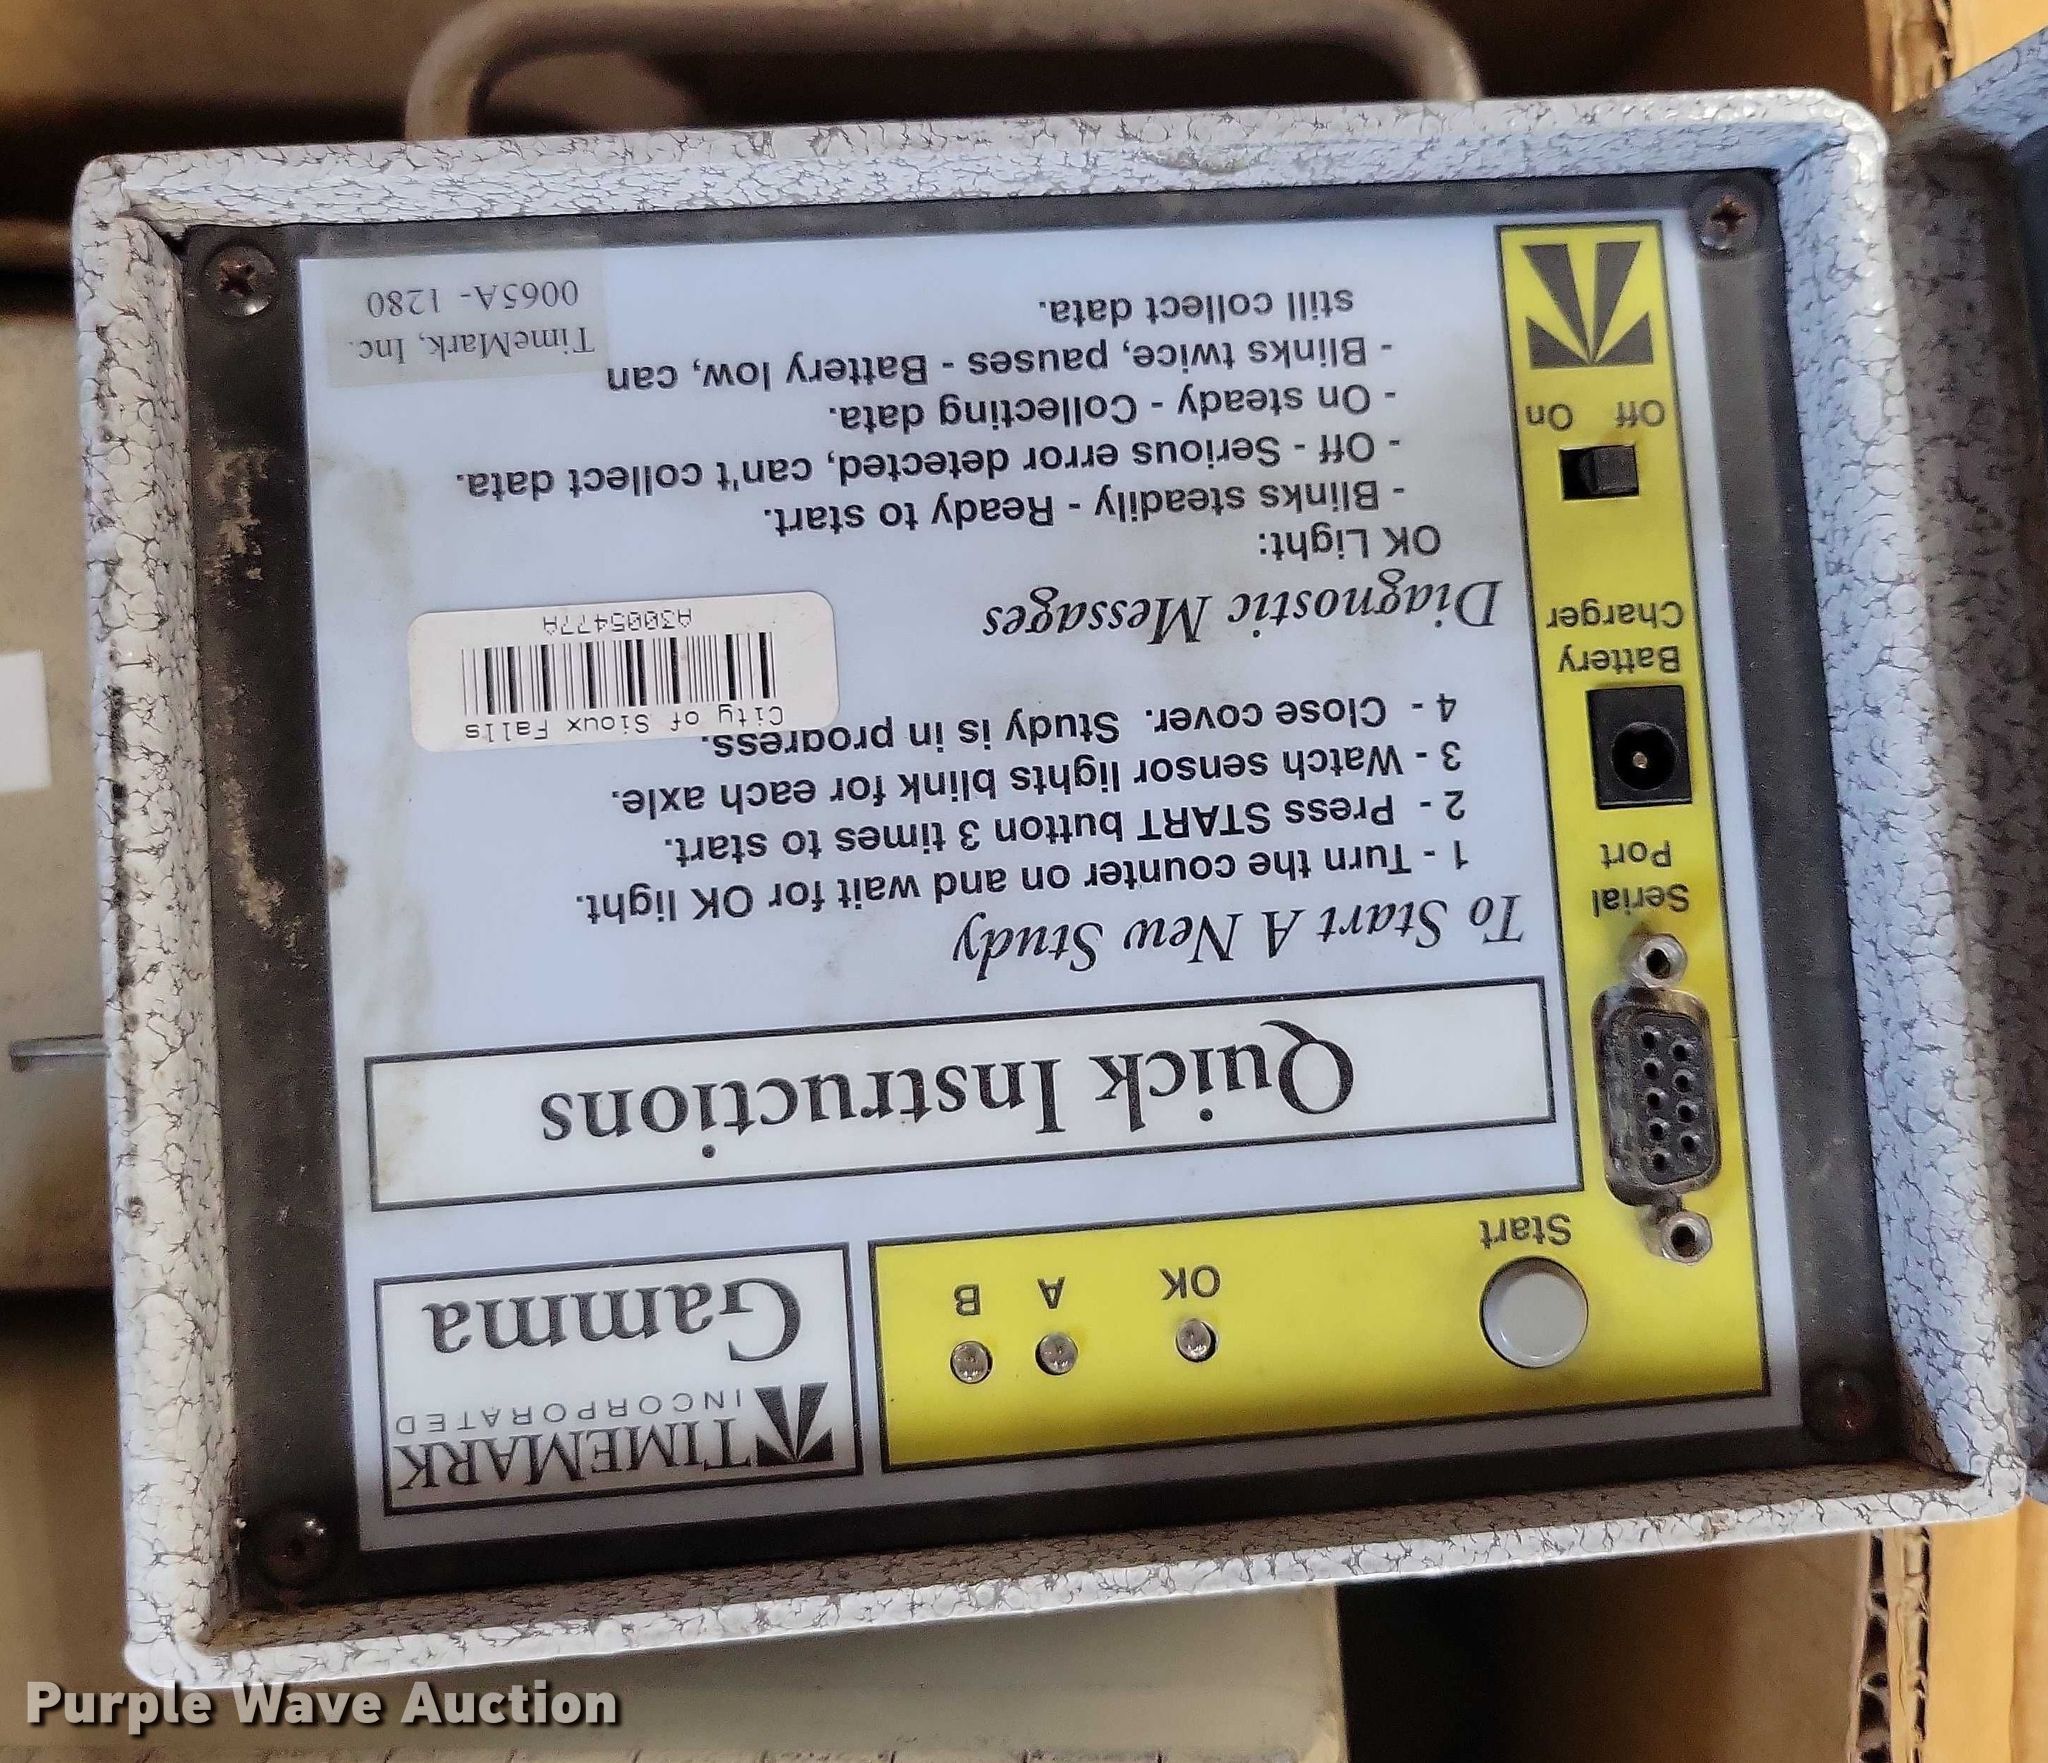 TIMEMARK
INCORPORATED
Gamma
OK
A
B
Start
Quick Instructions
To Start A New Study
1 - Turn the counter on and wait for OK light.
2 - Press START button 3 times to start.
3 - Watch sensor lights blink for each axle.
4 - Close cover. Study is in progress.
City of Sioux Falls
A3005477A
Diagnostic Messages
OK Light:
- Blinks steadily - Ready to start.
- Off - Serious error detected, can't collect data.
- On steady - Collecting data.
- Blinks twice, pauses - Battery low, can
still collect data.
TimeMark, Inc.
0065A- 1280
Serial
Port
Battery
Charger
Off On
Purple Wave Auction